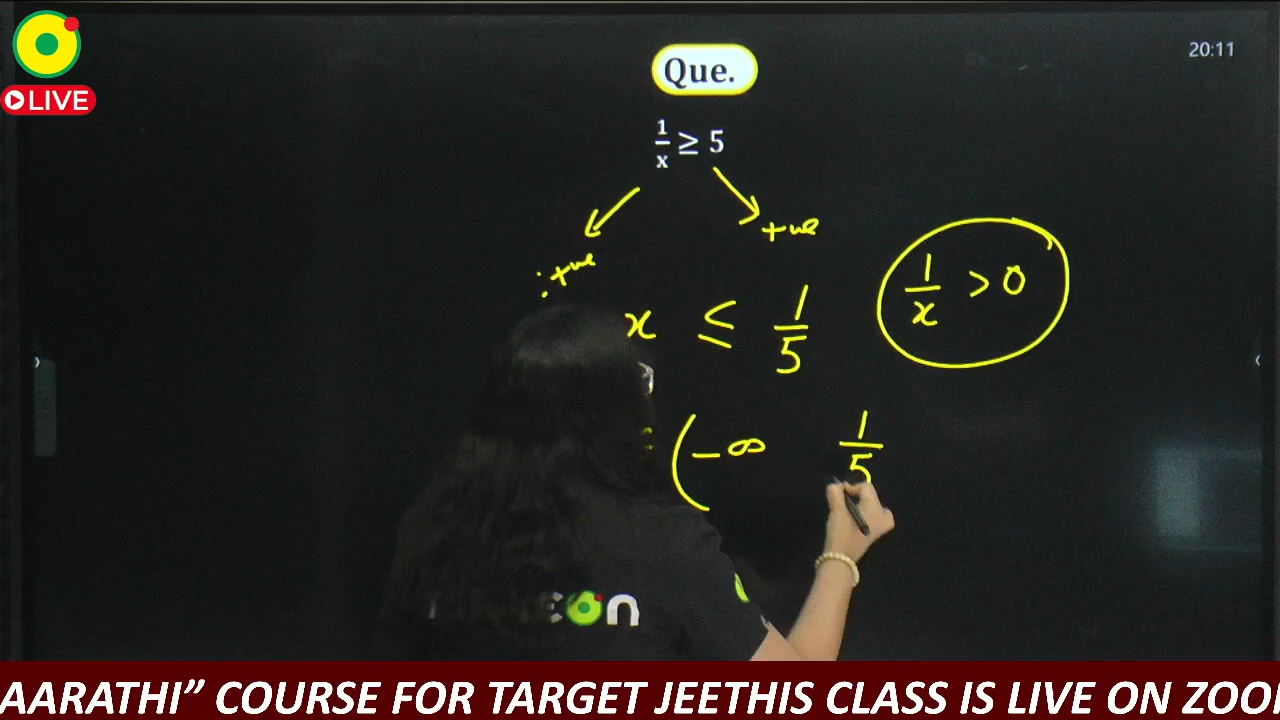 LIVE
20:11
Que.
1/x ≥ 5
+ve
+ve
1/x > 0
x ≤ 1/5
(-∞ 1/5
AARATHI” COURSE FOR TARGET JEETHIS CLASS IS LIVE ON ZOO